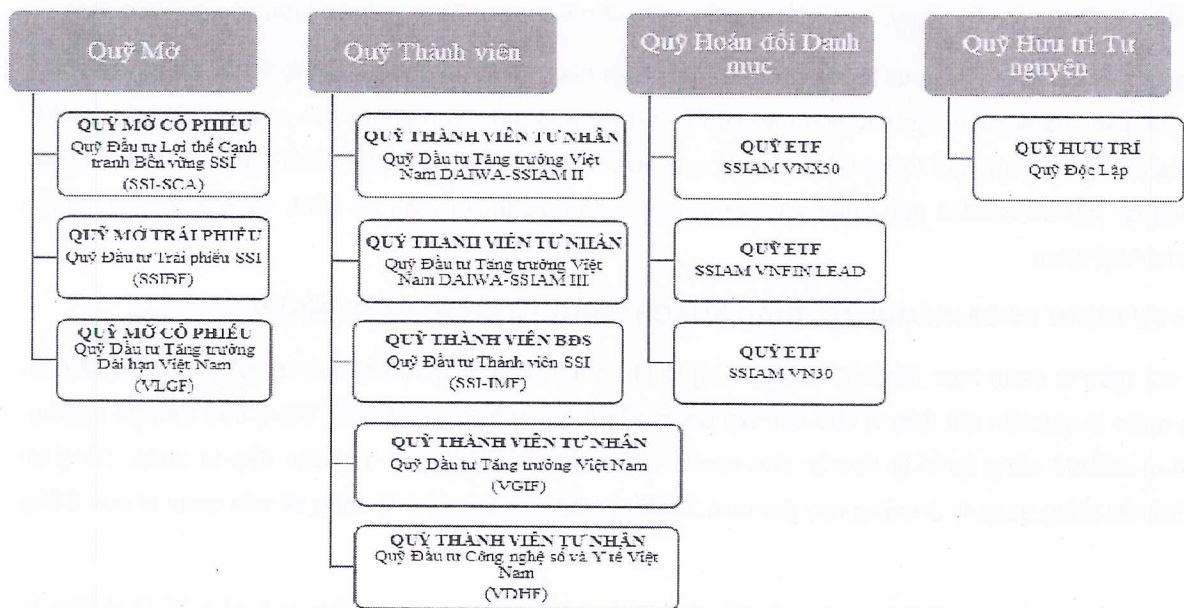 Quỹ Mở
QUỸ MỞ CỔ PHIẾU
Quỹ Đầu tư Lợi thế Cạnh
tranh Bền vững SSI
(SSI-SCA)
QUỸ MỞ TRÁI PHIẾU
Quỹ Đầu tư Trái phiếu SSI
(SSIBF)
QUỸ MỞ CỔ PHIẾU
Quỹ Đầu tư Tăng trưởng
Dài hạn Việt Nam
(VLGF)
Quỹ Thành viên
QUỸ THÀNH VIÊN TƯ NHÂN
Quỹ Đầu tư Tăng trưởng Việt
Nam DAIWA-SSIAM II
QUỸ THÀNH VIÊN TƯ NHÂN
Quỹ Đầu tư Tăng trưởng Việt
Nam DAIWA-SSIAM III
QUỸ THÀNH VIÊN BĐS
Quỹ Đầu tư Thành viên SSI
(SSI-IMF)
QUỸ THÀNH VIÊN TƯ NHÂN
Quỹ Đầu tư Tăng trưởng Việt Nam
(VGIF)
QUỸ THÀNH VIÊN TƯ NHÂN
Quỹ Đầu tư Công nghệ số và Y tế Việt
Nam
(VDHF)
Quỹ Hoán đổi Danh
mục
QUỸ ETF
SSIAM VNX50
QUỸ ETF
SSIAM VNFIN LEAD
QUỸ ETF
SSIAM VN30
Quỹ Hưu trí Tự
nguyện
QUỸ HƯU TRÍ
Quỹ Độc Lập